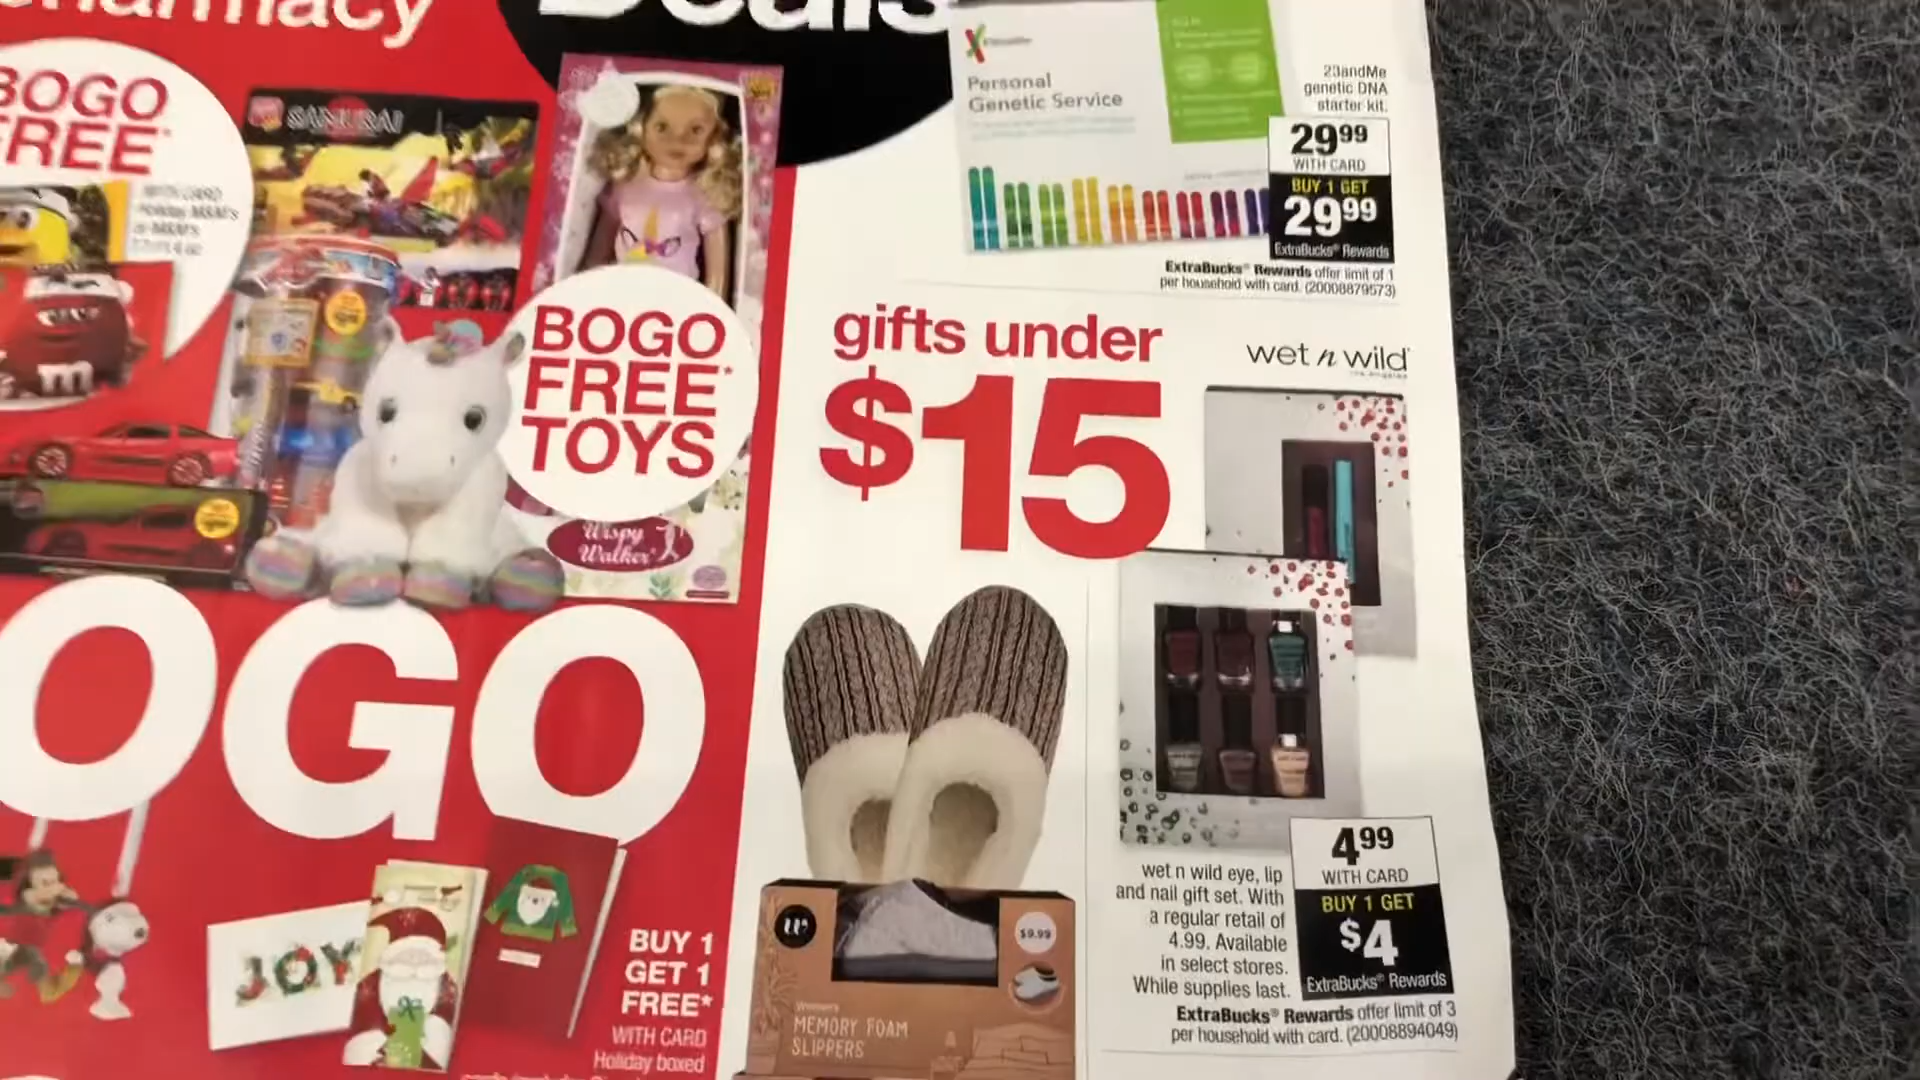 Deals
BOGO
FREE*
WITH CARD
Holiday M&M's
or M&M's
SAMURAI
BOGO
FREE*
TOYS
Wispy
Walker
OGO
JOY
BUY 1
GET 1
FREE*
WITH CARD
Holiday boxed
Personal
Genetic Service
23andMe
genetic DNA
starter kit.
29.99
WITH CARD
BUY 1 GET
29.99
ExtraBucks® Rewards
ExtraBucks® Rewards offer limit of 1
per household with card. (20008879573)
gifts under
$15
wet n wild
m
$9.99
Women's
MEMORY FOAM
SLIPPERS
wet n wild eye, lip
and nail gift set. With
a regular retail of
4.99. Available
in select stores.
While supplies last.
4.99
WITH CARD
BUY 1 GET
$4
ExtraBucks® Rewards
ExtraBucks® Rewards offer limit of 3
per household with card. (20008894049)